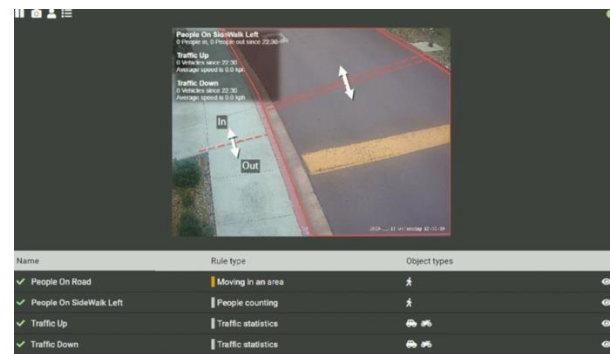 People On SideWalk Left
0 People in, 0 People out since 22:30
Traffic Up
0 Vehicles since 22:30
Average speed is 0.0 kph
Traffic Down
0 Vehicles since 22:30
Average speed is 0.0 kph
In
Out
Name Rule type Object types
People On Road Moving in an area
People On SideWalk Left People counting
Traffic Up Traffic statistics
Traffic Down Traffic statistics